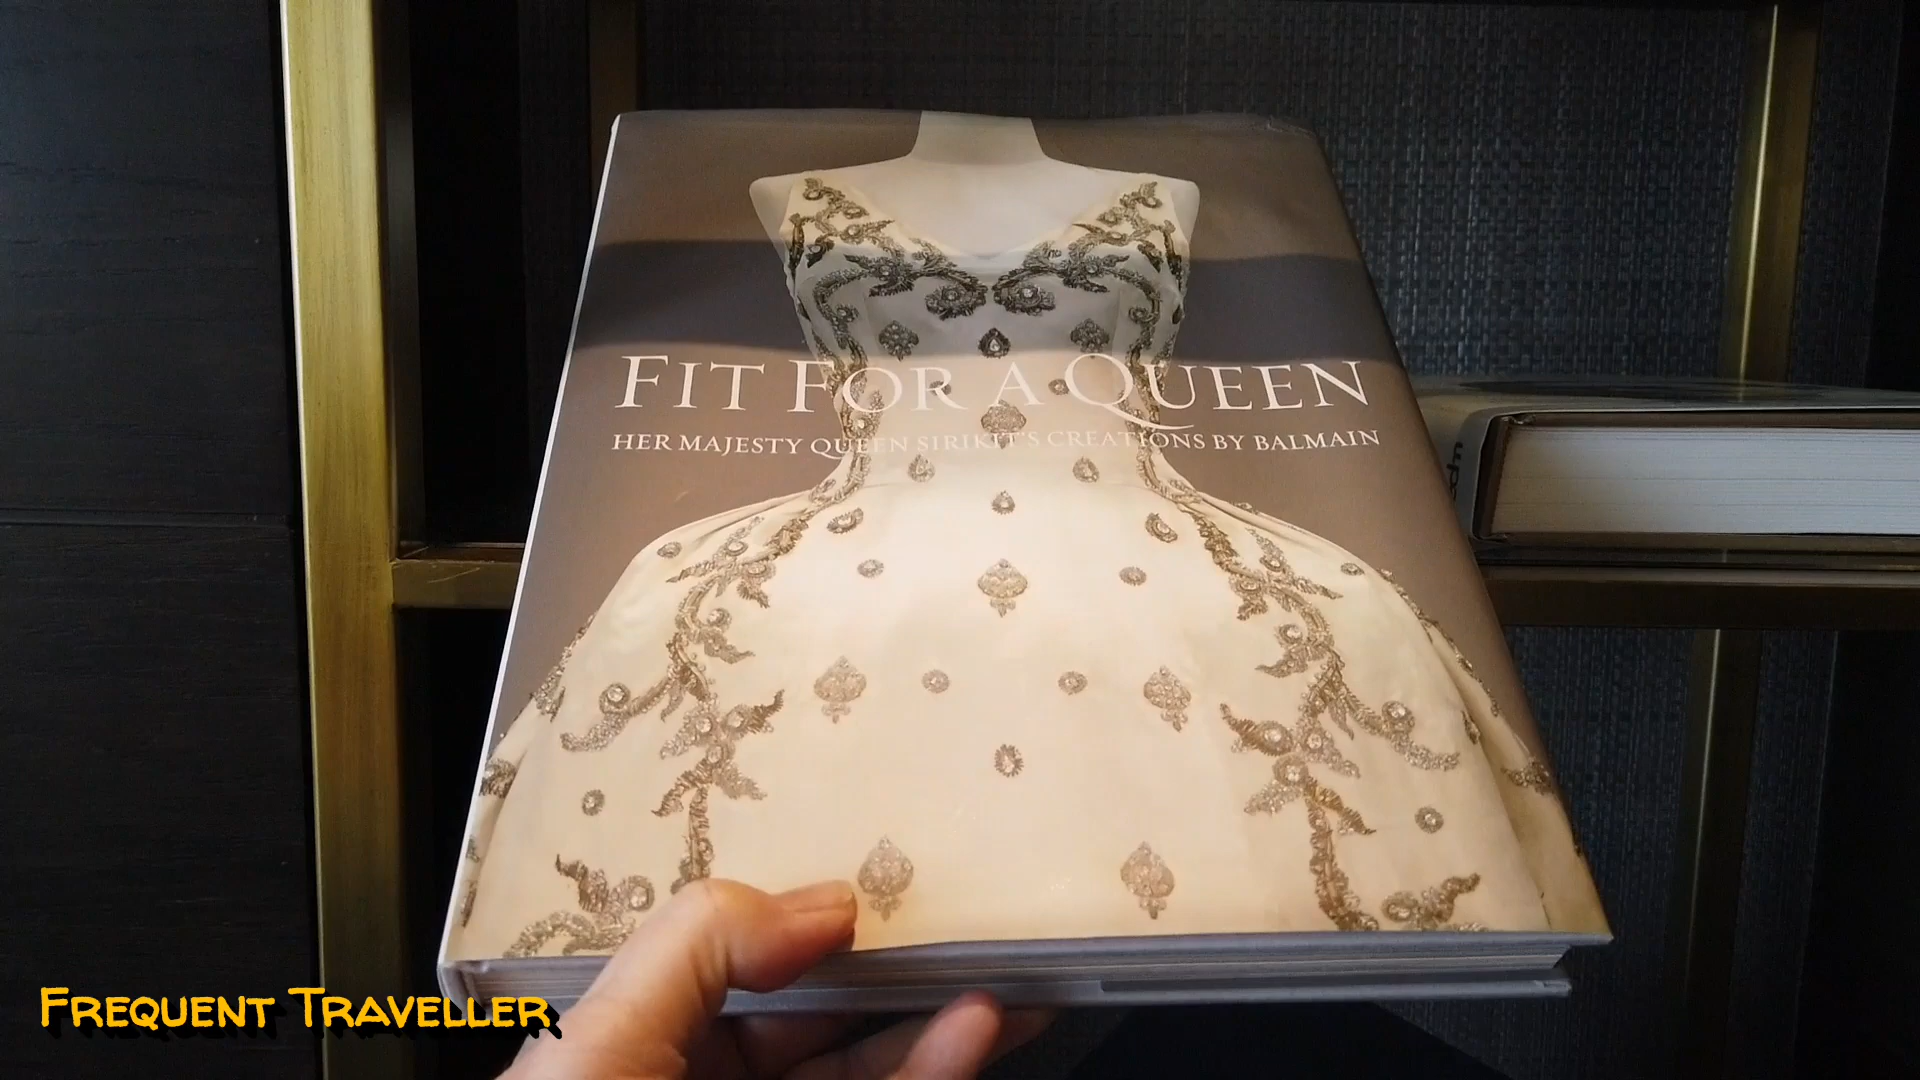 FIT FOR A QUEEN
HER MAJESTY QUEEN SIRIKIT'S CREATIONS BY BALMAIN
FREQUENT TRAVELLER